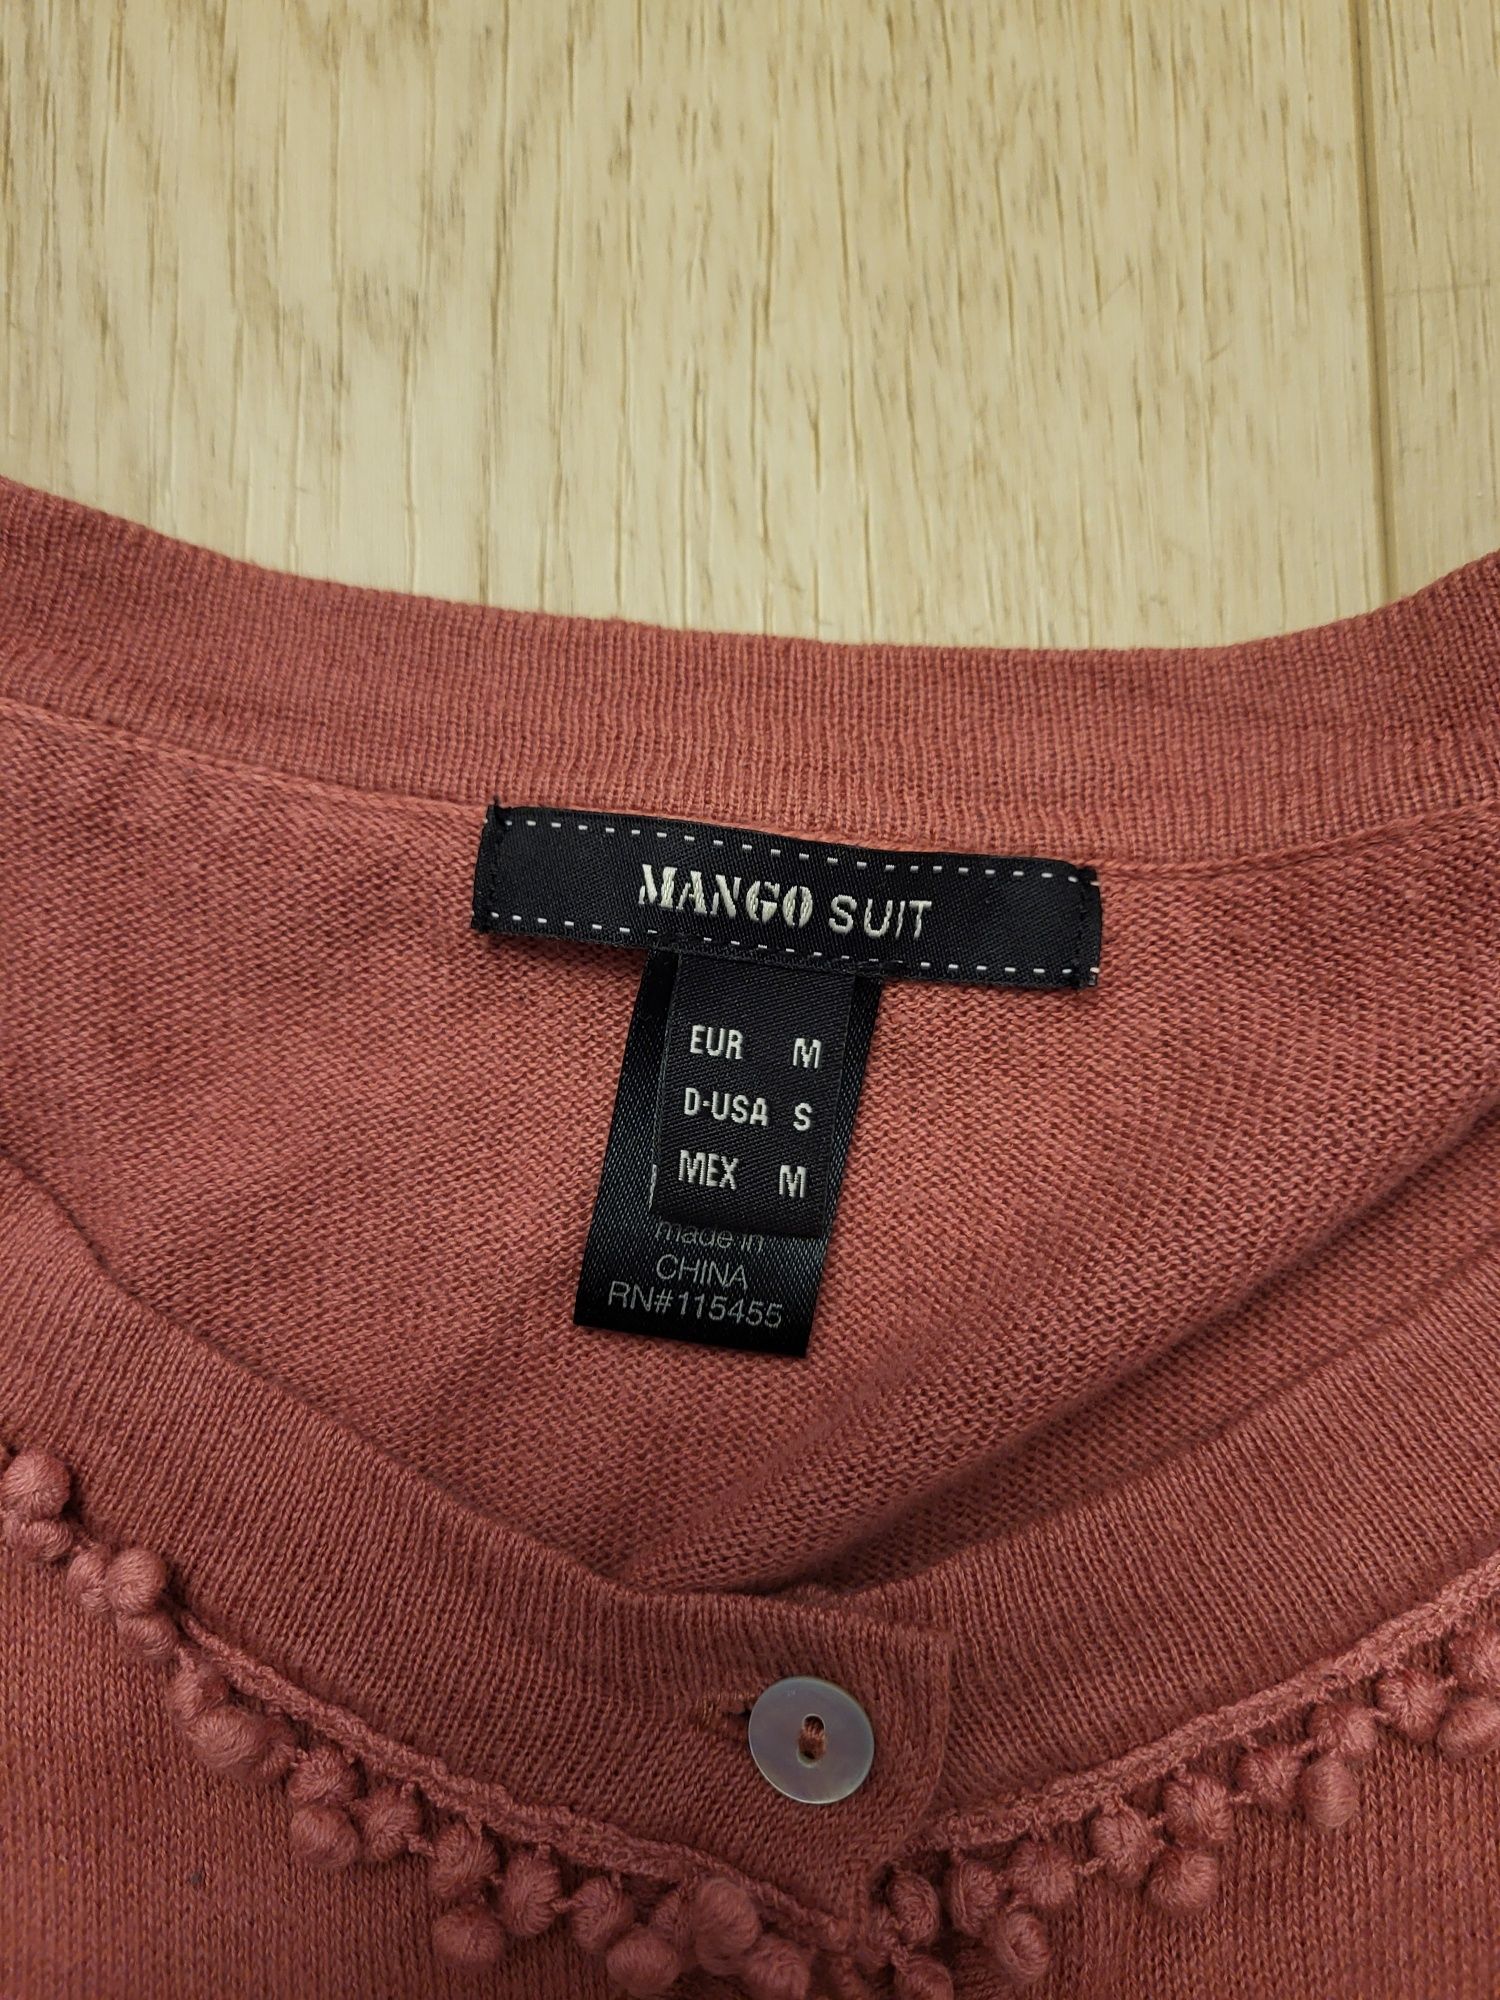 MANGO SUIT
EUR M
D-USA S
MEX M
made in
CHINA
RN#115455